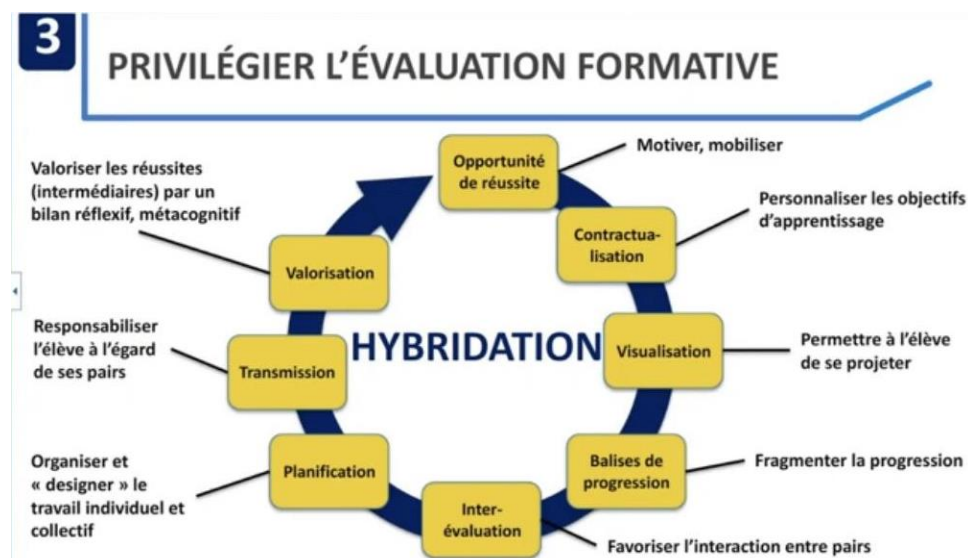 3
PRIVILÉGIER L’ÉVALUATION FORMATIVE
Opportunité
de réussite
Motiver, mobiliser
Contractua-
lisation
Personnaliser les objectifs
d’apprentissage
Visualisation
Permettre à l’élève
de se projeter
Balises de
progression
Fragmenter la progression
Inter-
évaluation
Favoriser l’interaction entre pairs
Planification
Organiser et
« designer » le
travail individuel et
collectif
Transmission
Responsabiliser
l’élève à l’égard
de ses pairs
Valorisation
Valoriser les réussites
(intermédiaires) par un
bilan réflexif, métacognitif
HYBRIDATION